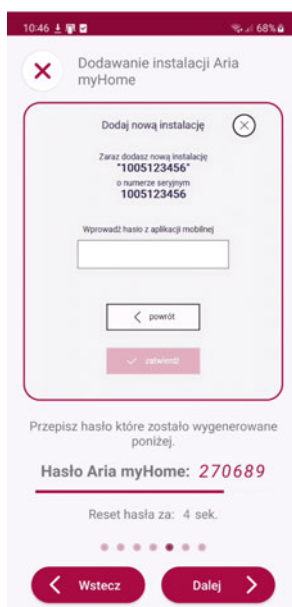 10:46 68%
Dodawanie instalacji Aria
myHome
Dodaj nową instalację
Zaraz dodasz nową instalację
"1005123456"
o numerze seryjnym
1005123456
Wprowadź hasło z aplikacji mobilnej
powrót
zatwierdź
Przepisz hasło które zostało wygenerowane
poniżej.
Hasło Aria myHome: 270689
Reset hasła za: 4 sek.
Wstecz Dalej